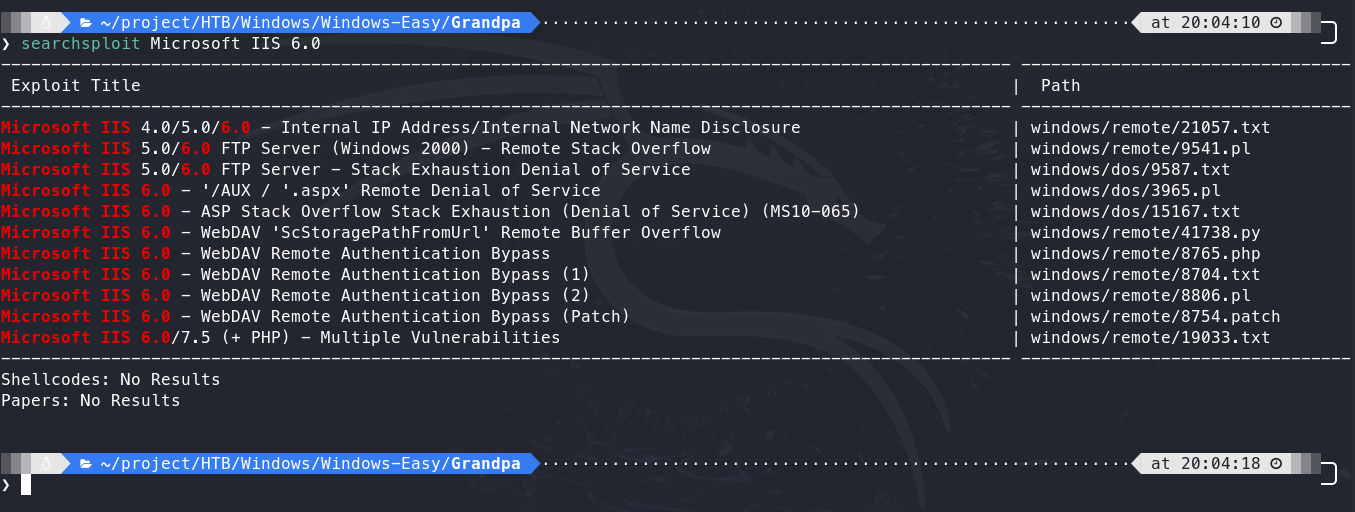 ~/project/HTB/Windows/Windows-Easy/Grandpa at 20:04:10
❯ searchsploit Microsoft IIS 6.0
Exploit Title | Path
Microsoft IIS 4.0/5.0/6.0 - Internal IP Address/Internal Network Name Disclosure | windows/remote/21057.txt
Microsoft IIS 5.0/6.0 FTP Server (Windows 2000) - Remote Stack Overflow | windows/remote/9541.pl
Microsoft IIS 5.0/6.0 FTP Server - Stack Exhaustion Denial of Service | windows/dos/9587.txt
Microsoft IIS 6.0 - '/AUX / '.aspx' Remote Denial of Service | windows/dos/3965.pl
Microsoft IIS 6.0 - ASP Stack Overflow Stack Exhaustion (Denial of Service) (MS10-065) | windows/dos/15167.txt
Microsoft IIS 6.0 - WebDAV 'ScStoragePathFromUrl' Remote Buffer Overflow | windows/remote/41738.py
Microsoft IIS 6.0 - WebDAV Remote Authentication Bypass | windows/remote/8765.php
Microsoft IIS 6.0 - WebDAV Remote Authentication Bypass (1) | windows/remote/8704.txt
Microsoft IIS 6.0 - WebDAV Remote Authentication Bypass (2) | windows/remote/8806.pl
Microsoft IIS 6.0 - WebDAV Remote Authentication Bypass (Patch) | windows/remote/8754.patch
Microsoft IIS 6.0/7.5 (+ PHP) - Multiple Vulnerabilities | windows/remote/19033.txt
Shellcodes: No Results
Papers: No Results
~/project/HTB/Windows/Windows-Easy/Grandpa at 20:04:18
❯